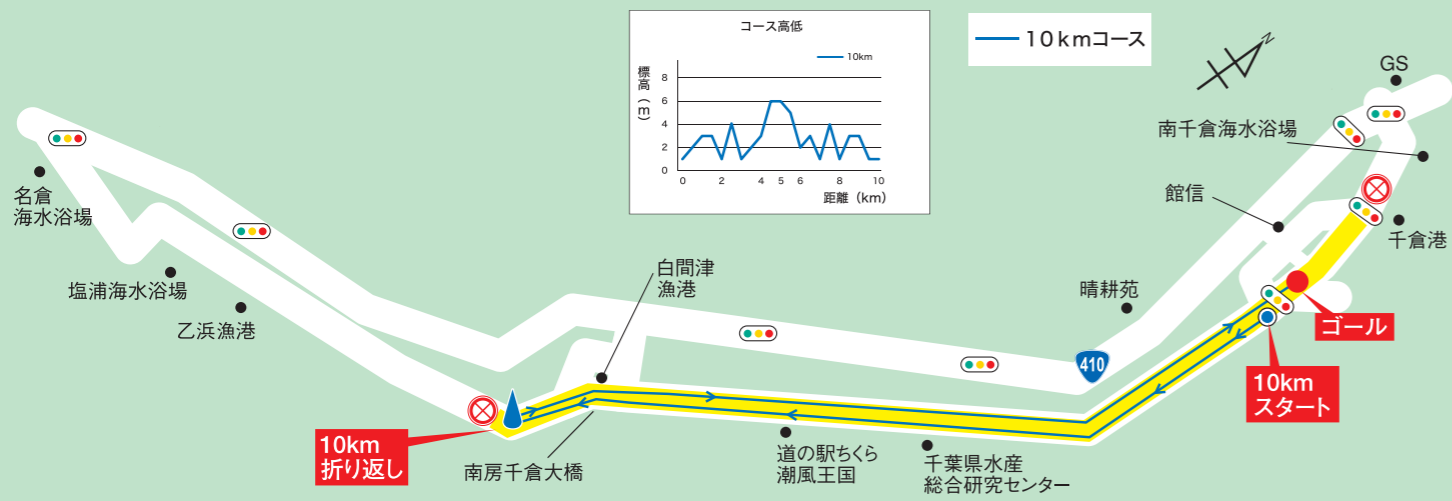 コース高低
10km
標高(m)
8
6
4
2
0
0
2
4
5
6
8
10
距離(km)
10kmコース
N
GS
南千倉海水浴場
館信
千倉港
晴耕苑
ゴール
410
10km
スタート
名倉
海水浴場
塩浦海水浴場
乙浜漁港
白間津
漁港
10km
折り返し
南房千倉大橋
道の駅ちくら
潮風王国
千葉県水産
総合研究センター